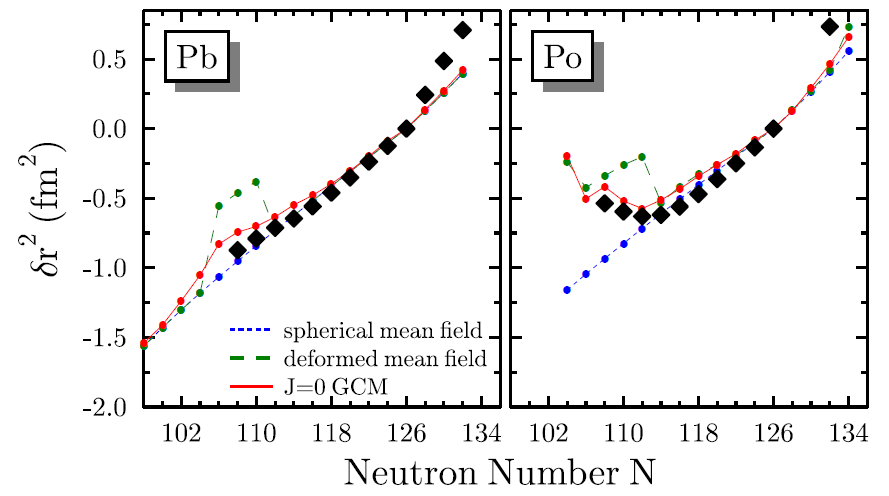 Pb
Po
0.5
0.0
-0.5
-1.0
-1.5
-2.0
δr² (fm²)
spherical mean field
deformed mean field
J=0 GCM
102 110 118 126 134 102 110 118 126 134
Neutron Number N